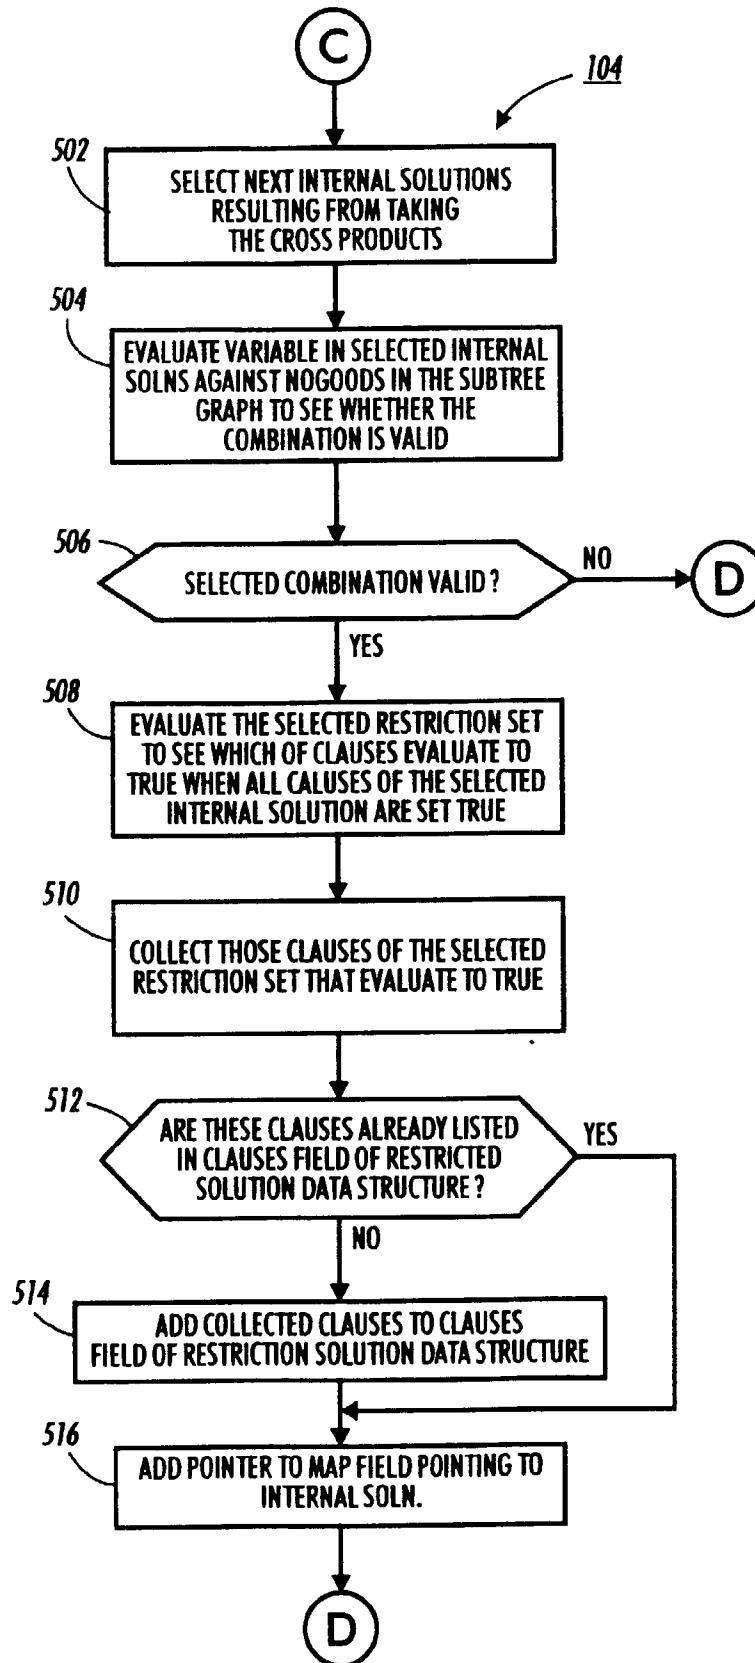 C
104
502
SELECT NEXT INTERNAL SOLUTIONS
RESULTING FROM TAKING
THE CROSS PRODUCTS
504
EVALUATE VARIABLE IN SELECTED INTERNAL
SOLNS AGAINST NOGOODS IN THE SUBTREE
GRAPH TO SEE WHETHER THE
COMBINATION IS VALID
506
SELECTED COMBINATION VALID ?
NO
D
YES
508
EVALUATE THE SELECTED RESTRICTION SET
TO SEE WHICH OF CLAUSES EVALUATE TO
TRUE WHEN ALL CALUSES OF THE SELECTED
INTERNAL SOLUTION ARE SET TRUE
510
COLLECT THOSE CLAUSES OF THE SELECTED
RESTRICTION SET THAT EVALUATE TO TRUE
512
ARE THESE CLAUSES ALREADY LISTED
IN CLAUSES FIELD OF RESTRICTED
SOLUTION DATA STRUCTURE ?
YES
NO
514
ADD COLLECTED CLAUSES TO CLAUSES
FIELD OF RESTRICTION SOLUTION DATA STRUCTURE
516
ADD POINTER TO MAP FIELD POINTING TO
INTERNAL SOLN.
D